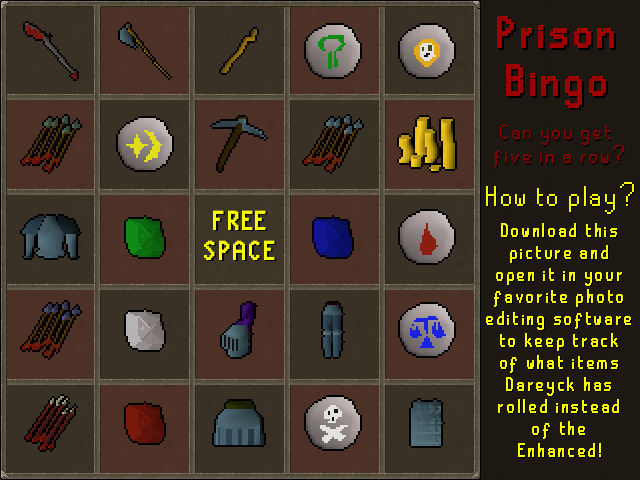 Prison
Bingo
Can you get
five in a row?
How to play?
Download this
picture and
open it in your
favorite photo
editing software
to keep track
of what items
Dareyck has
rolled instead
of the
Enhanced!
FREE
SPACE